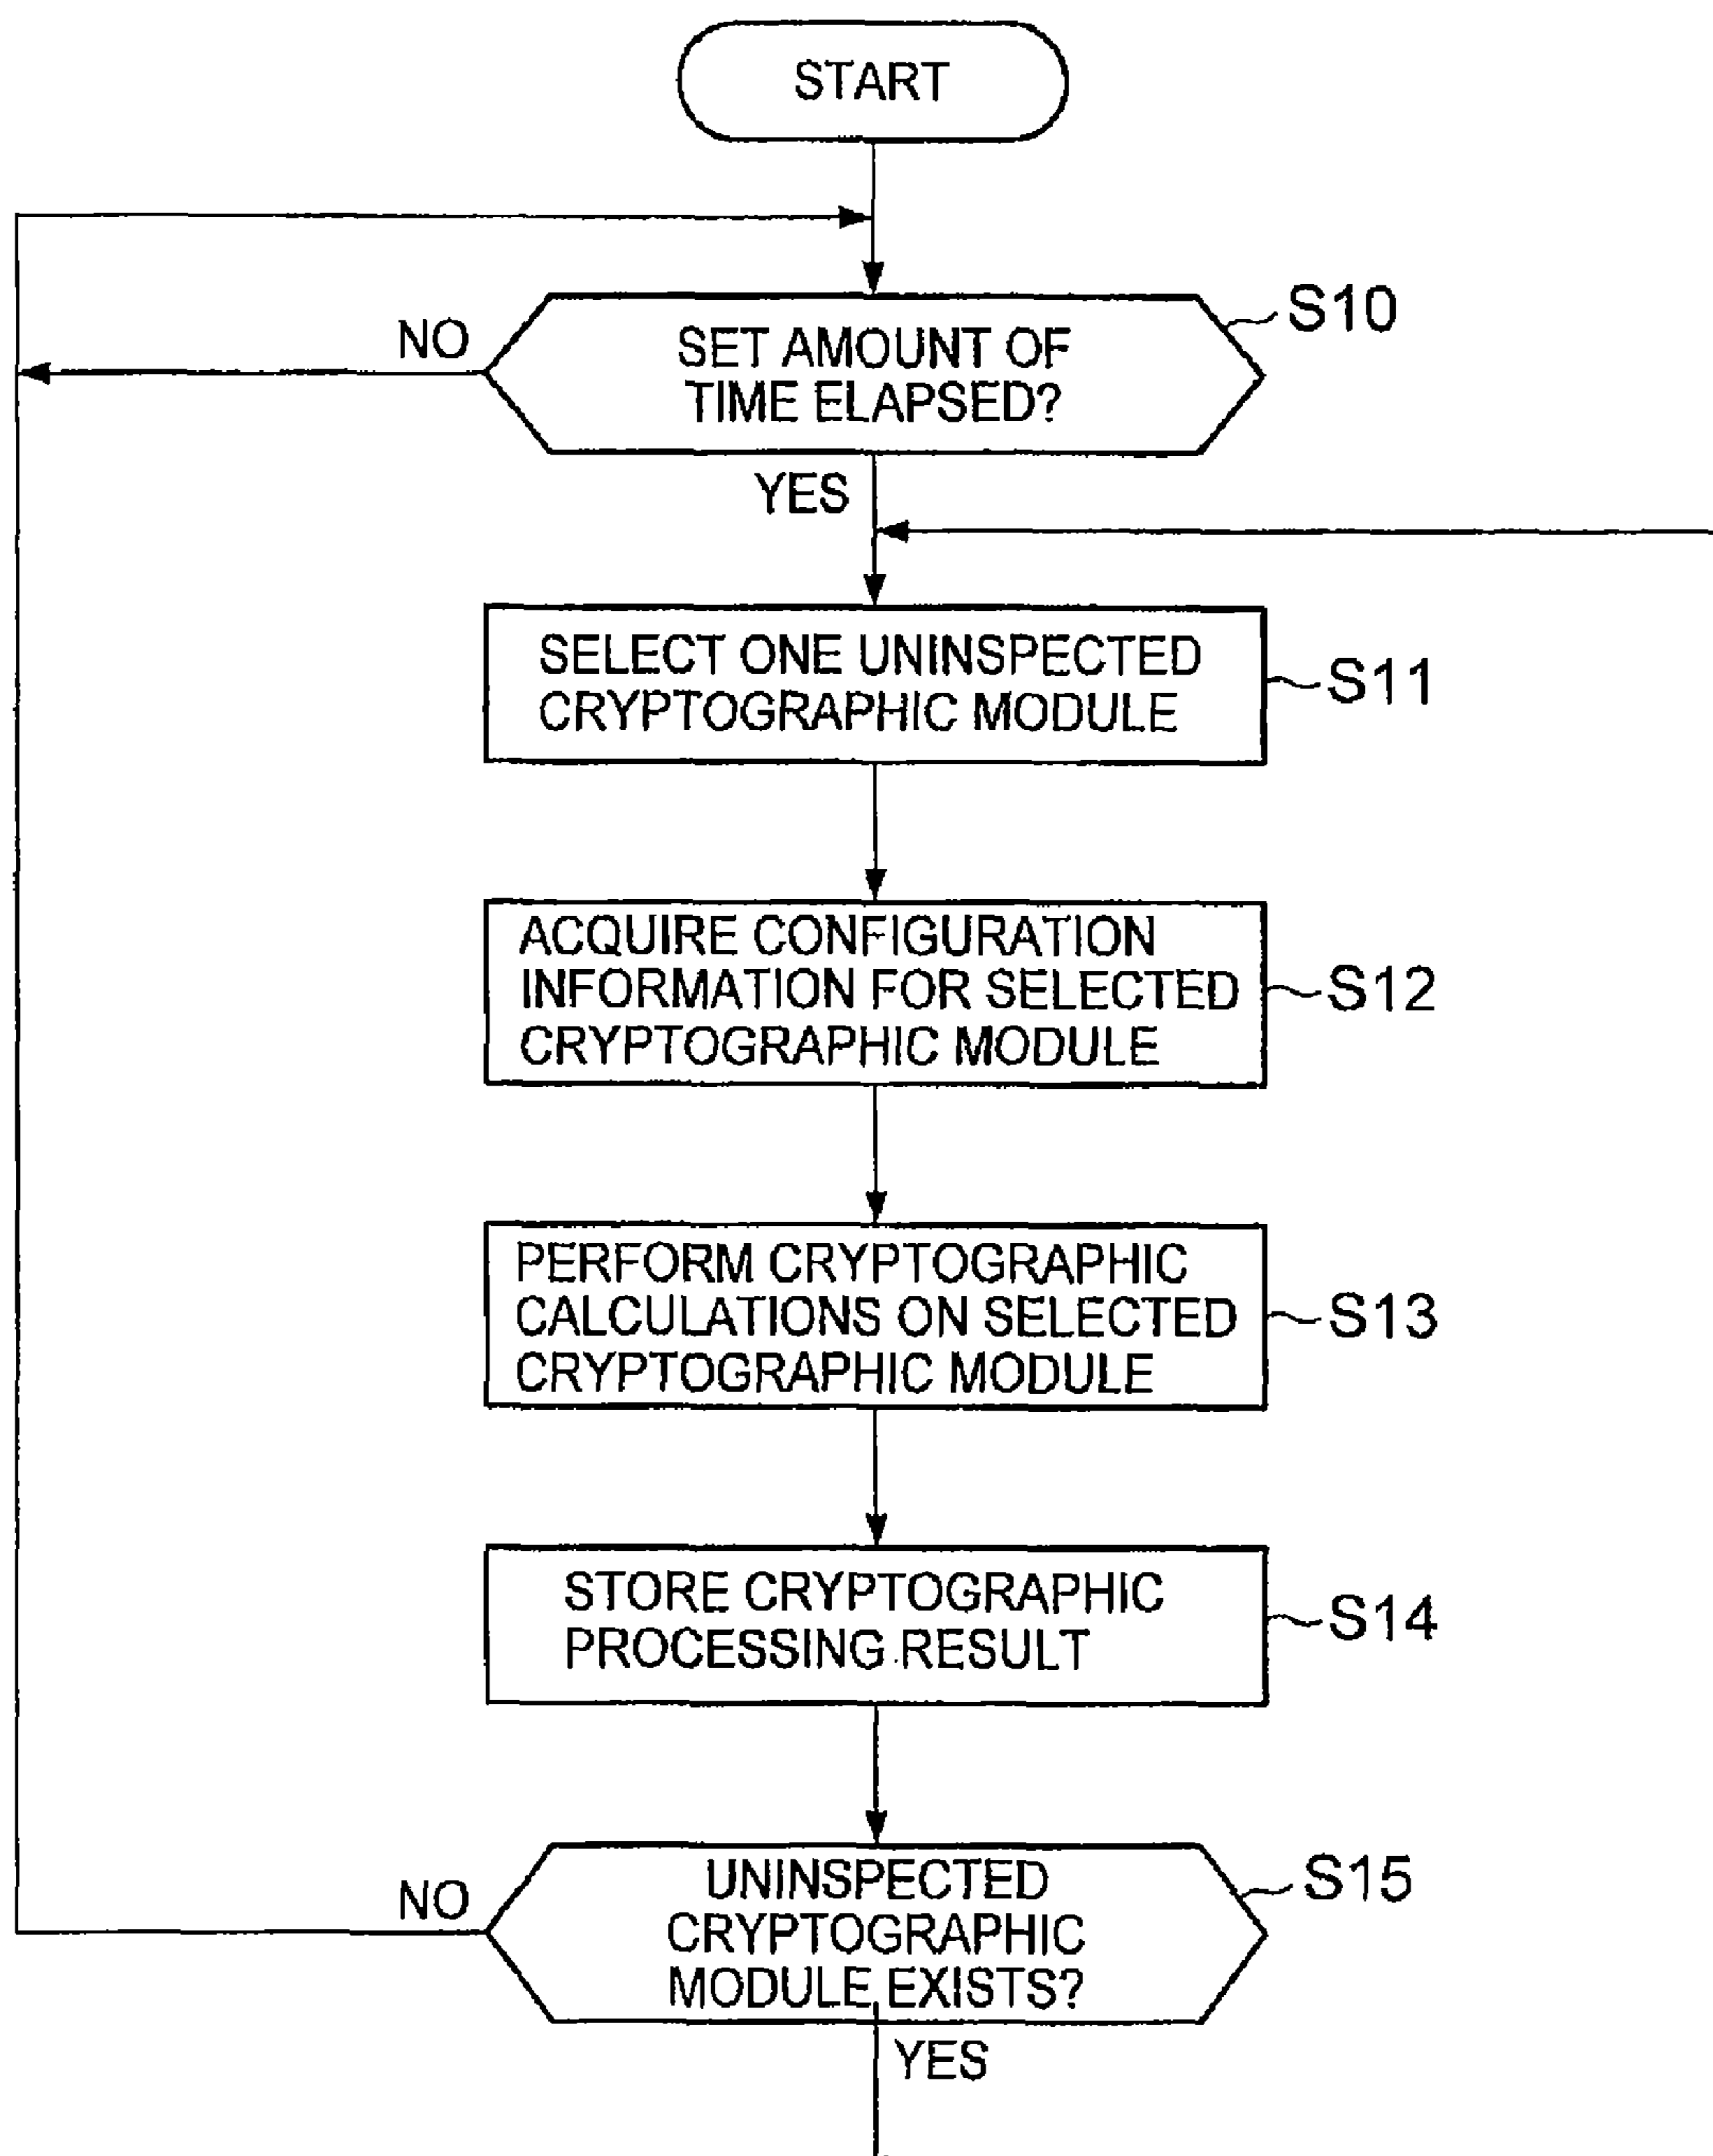 START
S10
NO
SET AMOUNT OF
TIME ELAPSED?
YES
SELECT ONE UNINSPECTED
CRYPTOGRAPHIC MODULE
S11
ACQUIRE CONFIGURATION
INFORMATION FOR SELECTED
CRYPTOGRAPHIC MODULE
S12
PERFORM CRYPTOGRAPHIC
CALCULATIONS ON SELECTED
CRYPTOGRAPHIC MODULE
S13
STORE CRYPTOGRAPHIC
PROCESSING RESULT
S14
S15
NO
UNINSPECTED
CRYPTOGRAPHIC
MODULE EXISTS?
YES